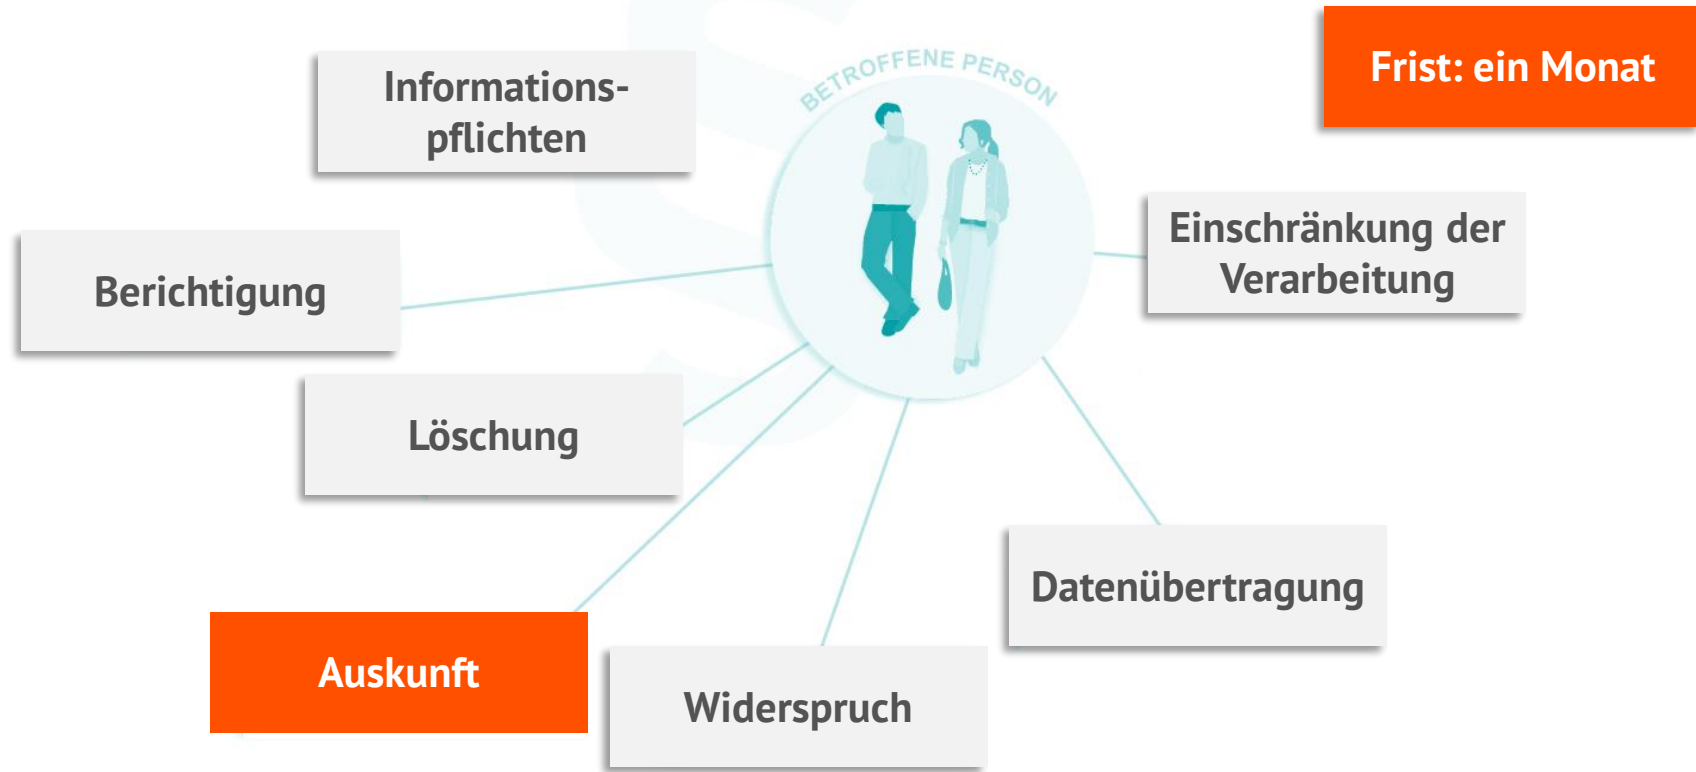 BETROFFENE PERSON
Frist: ein Monat
Informations-
pflichten
Einschränkung der
Verarbeitung
Berichtigung
Löschung
Datenübertragung
Auskunft
Widerspruch